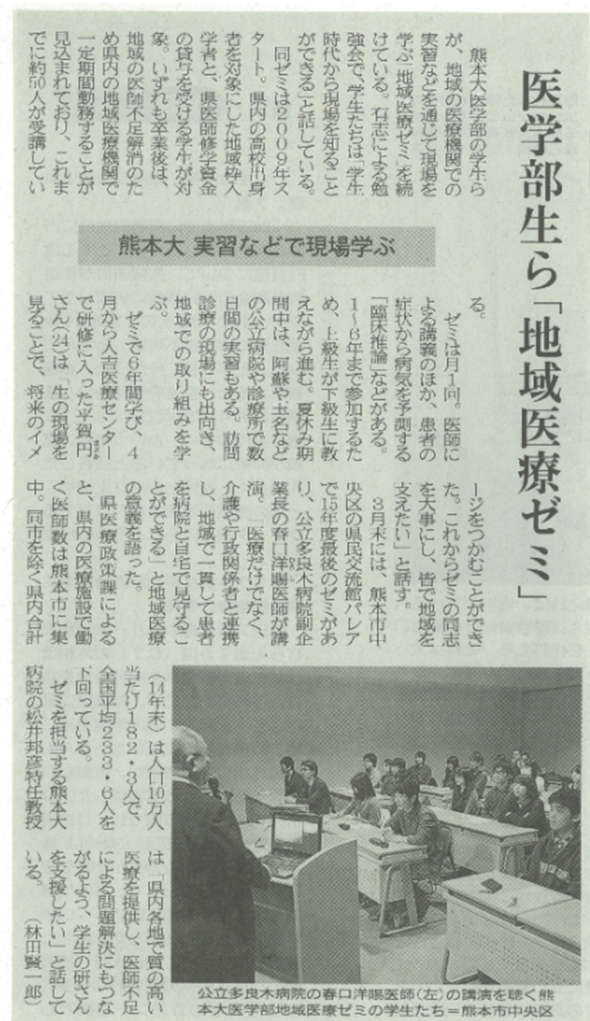 医学部生ら「地域医療ゼミ」
熊本大 実習などで現場学ぶ
熊本大医学部の学生ら
が、地域の医療機関での
実習などを通じて現場を
学ぶ「地域医療ゼミ」を続
けている。有志による勉
強会で、学生たちは「学生
時代から現場を知ること
ができる」と話している。
同ゼミは2009年ス
タート。県内の高校出身
者を対象にした地域枠入
学者と、県医師修学資金
の貸与を受ける学生が対
象。いずれも卒業後は、
地域の医師不足解消のた
め県内の地域医療機関で
一定期間勤務することが
見込まれており、これま
でに約50人が受講してい
る。
ゼミは月1回。医師に
よる講義のほか、患者の
症状から病気を予測する
「臨床推論」などがある。
1〜6年まで参加するた
め、上級生が下級生に教
えながら進む。夏休み期
間中は、阿蘇や玉名など
の公立病院や診療所で数
日間の実習もある。訪問
診療の現場にも出向き、
地域での取り組みを学
ぶ。
ゼミで6年間学び、4
月から人吉医療センター
で研修に入った平賀円
さん(24)は「生の現場を
見ることで、将来のイメ
ージをつかむことができ
た。これからゼミの同志
を大事にし、皆で地域を
支えたい」と話す。
3月末には、熊本市中
央区の県民交流館パレア
で15年度最後のゼミがあ
り、公立多良木病院副企
業長の春口洋賜医師が講
演。「医療だけでなく、
介護や行政関係者と連携
し、地域で一貫して患者
を病院と自宅で見守るこ
とができる」と地域医療
の意義を語った。
県医療政策課による
と、県内の医療施設で働
く医師数は熊本市に集
中。同市を除く県内合計
(14年末)は人口10万人
当たり182・3人で、
全国平均233・6人を
下回っている。
ゼミを担当する熊本大
病院の松井邦彦特任教授
は「県内各地で質の高い
医療を提供し、医師不足
による問題解決にもつな
がるよう、学生の研さん
を支援したい」と話して
いる。 (林田賢一郎)
公立多良木病院の春口洋賜医師(左)の講演を聴く熊
本大医学部地域医療ゼミの学生たち=熊本市中央区